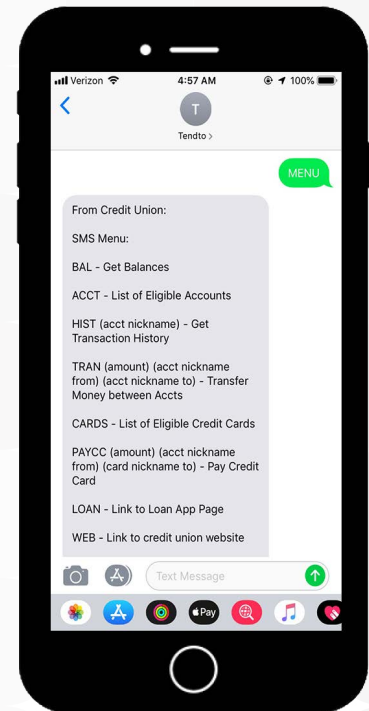 Verizon 4:57 AM 100%
T
Tendto >
MENU
From Credit Union:
SMS Menu:
BAL - Get Balances
ACCT - List of Eligible Accounts
HIST (acct nickname) - Get
Transaction History
TRAN (amount) (acct nickname
from) (acct nickname to) - Transfer
Money between Accts
CARDS - List of Eligible Credit Cards
PAYCC (amount) (acct nickname
from) (card nickname to) - Pay Credit
Card
LOAN - Link to Loan App Page
WEB - Link to credit union website
Text Message
Pay